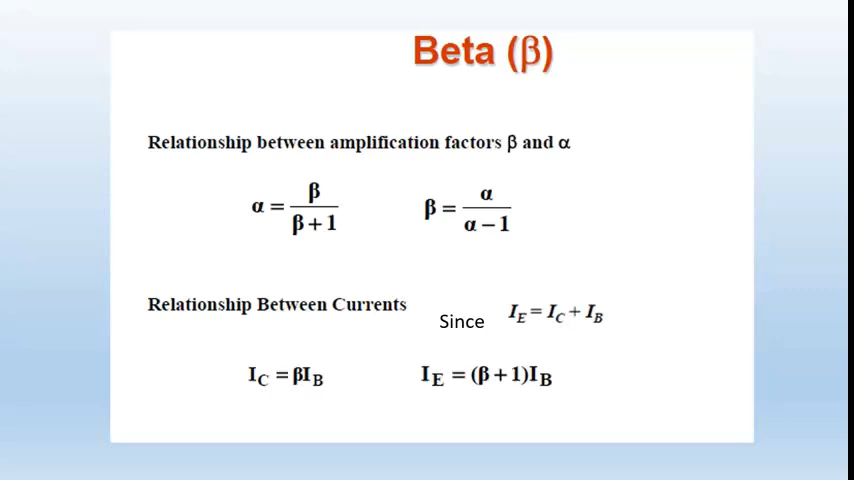 Beta (β)
Relationship between amplification factors β and α
α = β / (β + 1)   β = α / (α − 1)
Relationship Between Currents
Since I_E = I_C + I_B
I_C = βI_B   I_E = (β + 1)I_B